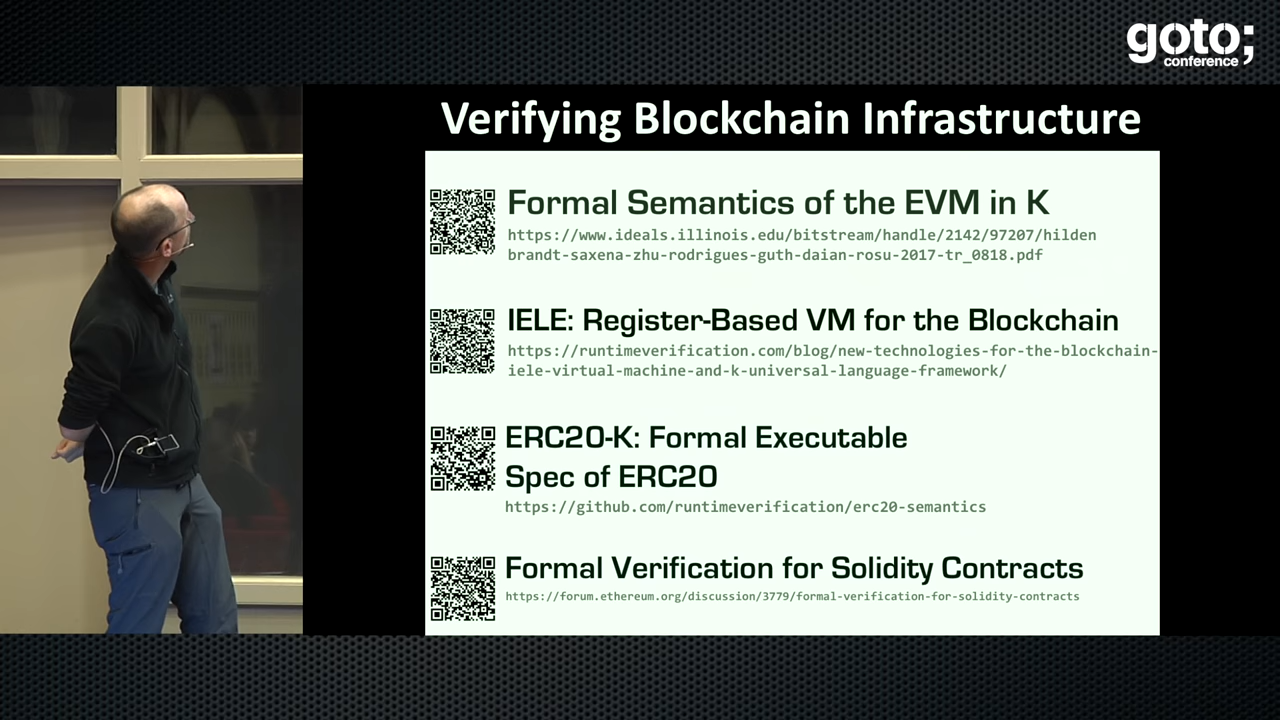 goto;
conference
Verifying Blockchain Infrastructure
Formal Semantics of the EVM in K
https://www.ideals.illinois.edu/bitstream/handle/2142/97207/hilden
brandt-saxena-zhu-rodrigues-guth-daian-rosu-2017-tr_0818.pdf
IELE: Register-Based VM for the Blockchain
https://runtimeverification.com/blog/new-technologies-for-the-blockchain-
iele-virtual-machine-and-k-universal-language-framework/
ERC20-K: Formal Executable
Spec of ERC20
https://github.com/runtimeverification/erc20-semantics
Formal Verification for Solidity Contracts
https://forum.ethereum.org/discussion/3779/formal-verification-for-solidity-contracts